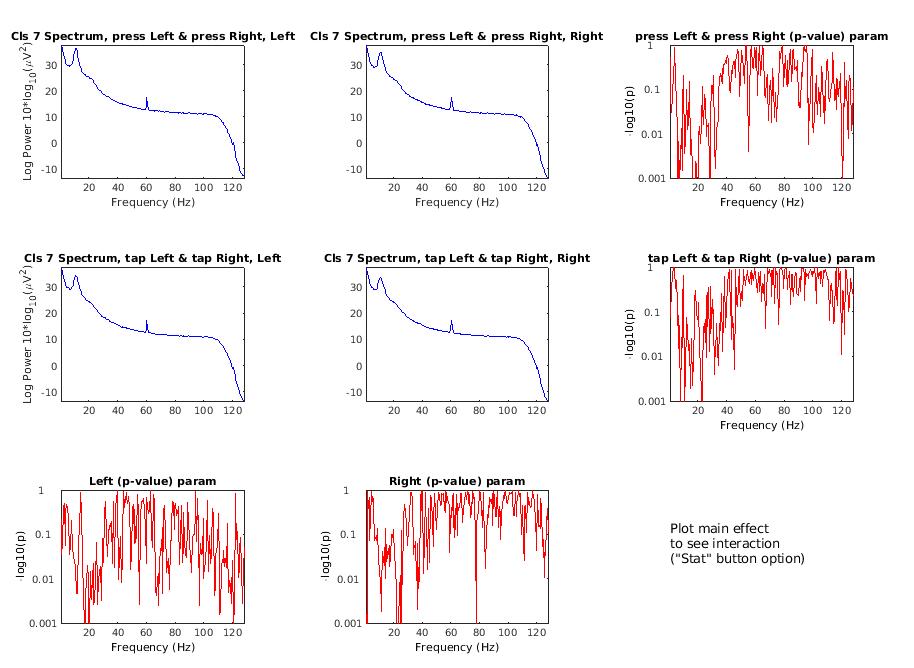 Cls 7 Spectrum, press Left & press Right, Left
Cls 7 Spectrum, press Left & press Right, Right
press Left & press Right (p-value) param
Log Power 10*log10(μV2)
30
20
10
0
-10
20 40 60 80 100 120
Frequency (Hz)
30
20
10
0
-10
20 40 60 80 100 120
Frequency (Hz)
-log10(p)
1
0.1
0.01
0.001
20 40 60 80 100 120
Frequency (Hz)
Cls 7 Spectrum, tap Left & tap Right, Left
Cls 7 Spectrum, tap Left & tap Right, Right
tap Left & tap Right (p-value) param
Log Power 10*log10(μV2)
30
20
10
0
-10
20 40 60 80 100 120
Frequency (Hz)
30
20
10
0
-10
20 40 60 80 100 120
Frequency (Hz)
-log10(p)
1
0.1
0.01
0.001
20 40 60 80 100 120
Frequency (Hz)
Left (p-value) param
Right (p-value) param
-log10(p)
1
0.1
0.01
0.001
20 40 60 80 100 120
Frequency (Hz)
-log10(p)
1
0.1
0.01
0.001
20 40 60 80 100 120
Frequency (Hz)
Plot main effect
to see interaction
("Stat" button option)